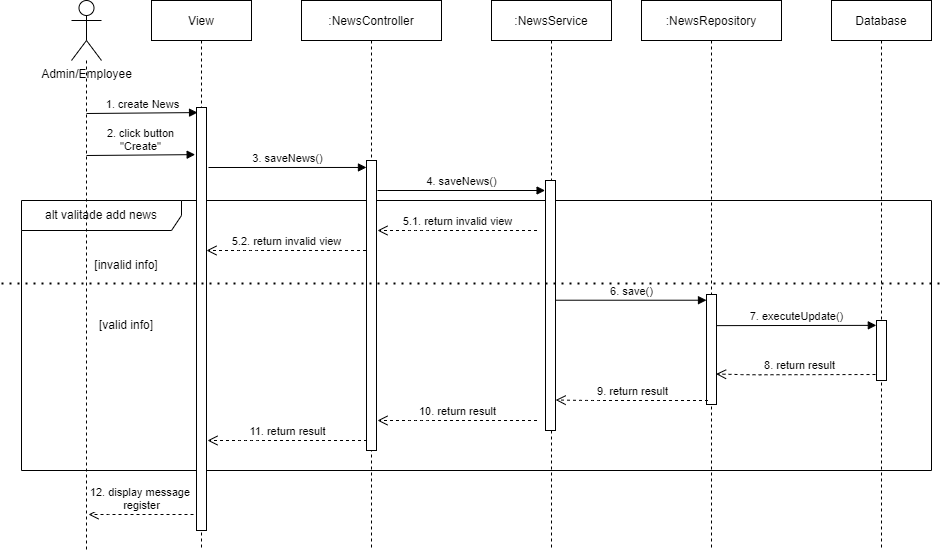 View
:NewsController
:NewsService
:NewsRepository
Database
Admin/Employee
1. create News
2. click button
"Create"
3. saveNews()
4. saveNews()
alt valitade add news
5.1. return invalid view
5.2. return invalid view
[invalid info]
6. save()
7. executeUpdate()
[valid info]
8. return result
9. return result
10. return result
11. return result
12. display message
register